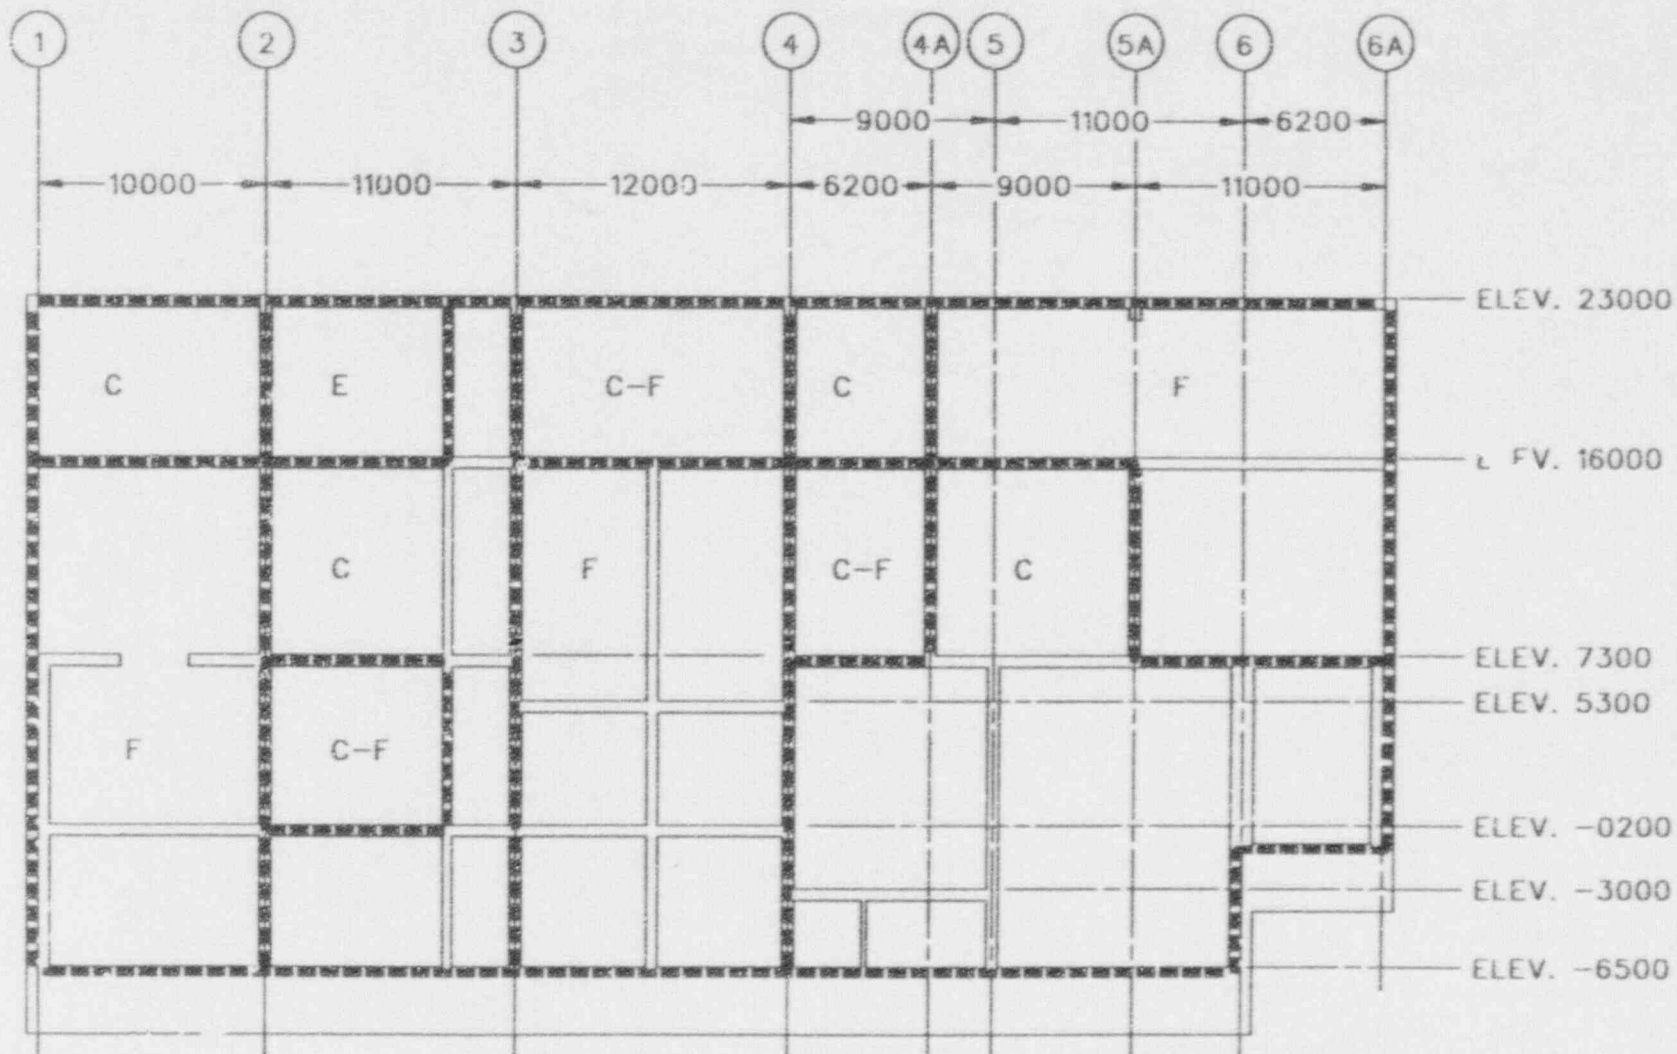 1 2 3 4 4A 5 5A 6 6A
9000 11000 6200
10000 11000 12000 6200 9000 11000
ELEV. 23000
C E C-F C F
16000
C F C-F C
ELEV. 7300
ELEV. 5300
F C-F
ELEV. -0200
ELEV. -3000
ELEV. -6500